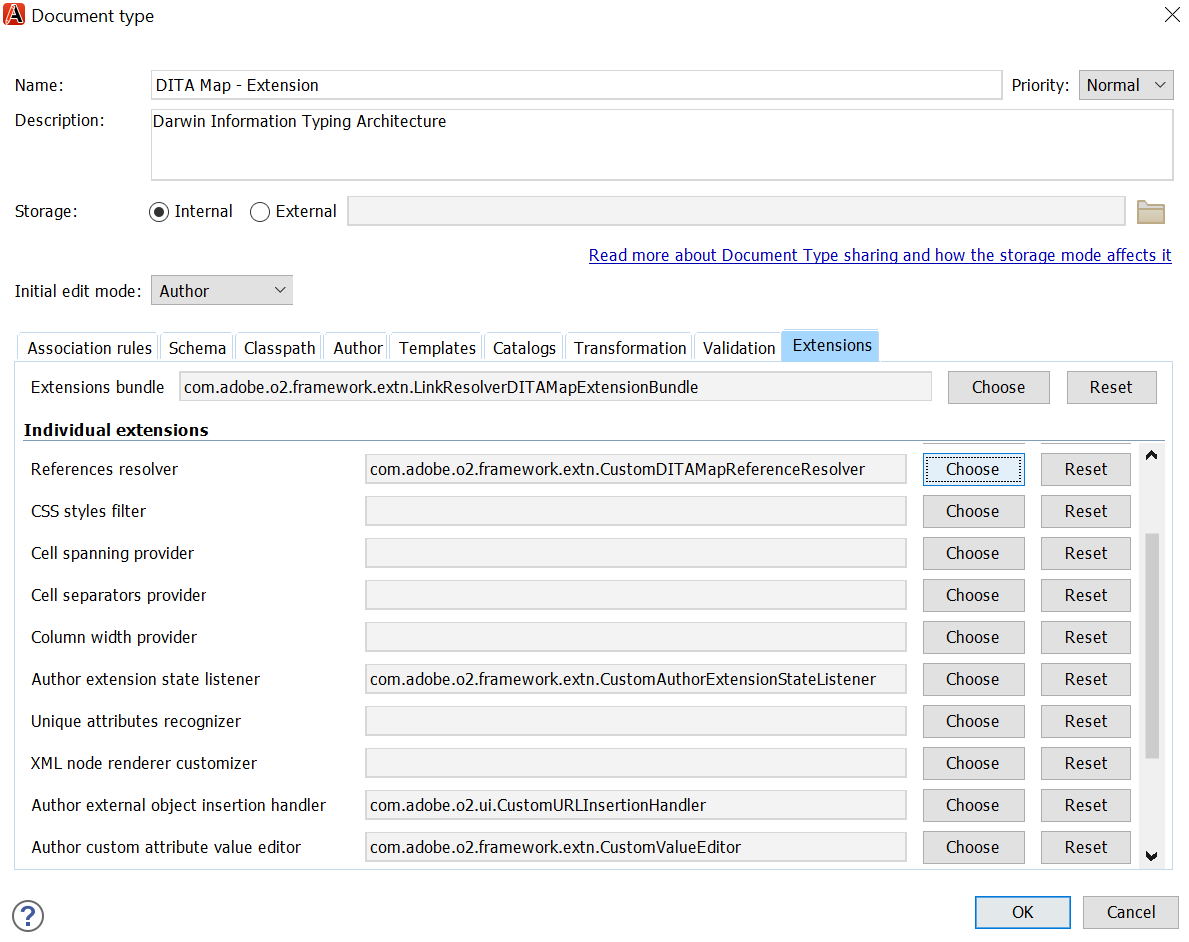 Document type
Name: DITA Map - Extension Priority: Normal
Description: Darwin Information Typing Architecture
Storage: Internal External
Read more about Document Type sharing and how the storage mode affects it
Initial edit mode: Author
Association rules Schema Classpath Author Templates Catalogs Transformation Validation Extensions
Extensions bundle com.adobe.o2.framework.extn.LinkResolverDITAMapExtensionBundle Choose Reset
Individual extensions
References resolver com.adobe.o2.framework.extn.CustomDITAMapReferenceResolver Choose Reset
CSS styles filter Choose Reset
Cell spanning provider Choose Reset
Cell separators provider Choose Reset
Column width provider Choose Reset
Author extension state listener com.adobe.o2.framework.extn.CustomAuthorExtensionStateListener Choose Reset
Unique attributes recognizer Choose Reset
XML node renderer customizer Choose Reset
Author external object insertion handler com.adobe.o2.ui.CustomURLInsertionHandler Choose Reset
Author custom attribute value editor com.adobe.o2.framework.extn.CustomValueEditor Choose Reset
? OK Cancel